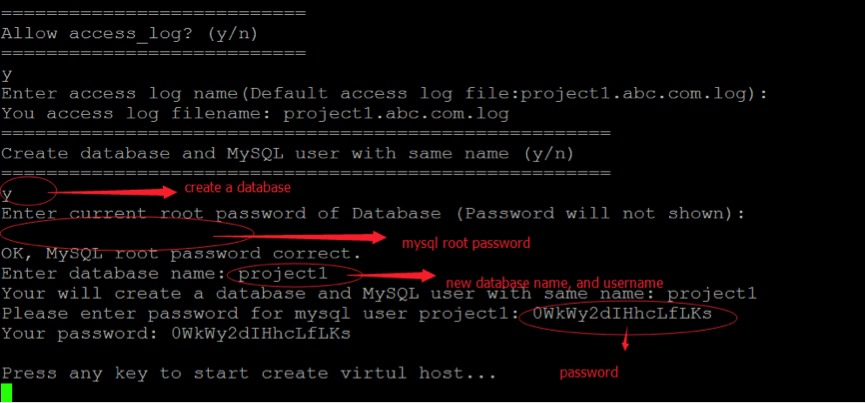 ===========================
Allow access_log? (y/n)
===========================
y
Enter access log name(Default access log file:project1.abc.com.log):
You access log filename: project1.abc.com.log
======================================================
Create database and MySQL user with same name (y/n)
======================================================
y create a database
Enter current root password of Database (Password will not shown):
mysql root password
OK, MySQL root password correct.
Enter database name: project1 new database name, and username
Your will create a database and MySQL user with same name: project1
Please enter password for mysql user project1: 0WkWy2dIHhcLfLKs
Your password: 0WkWy2dIHhcLfLKs
Press any key to start create virtul host... password